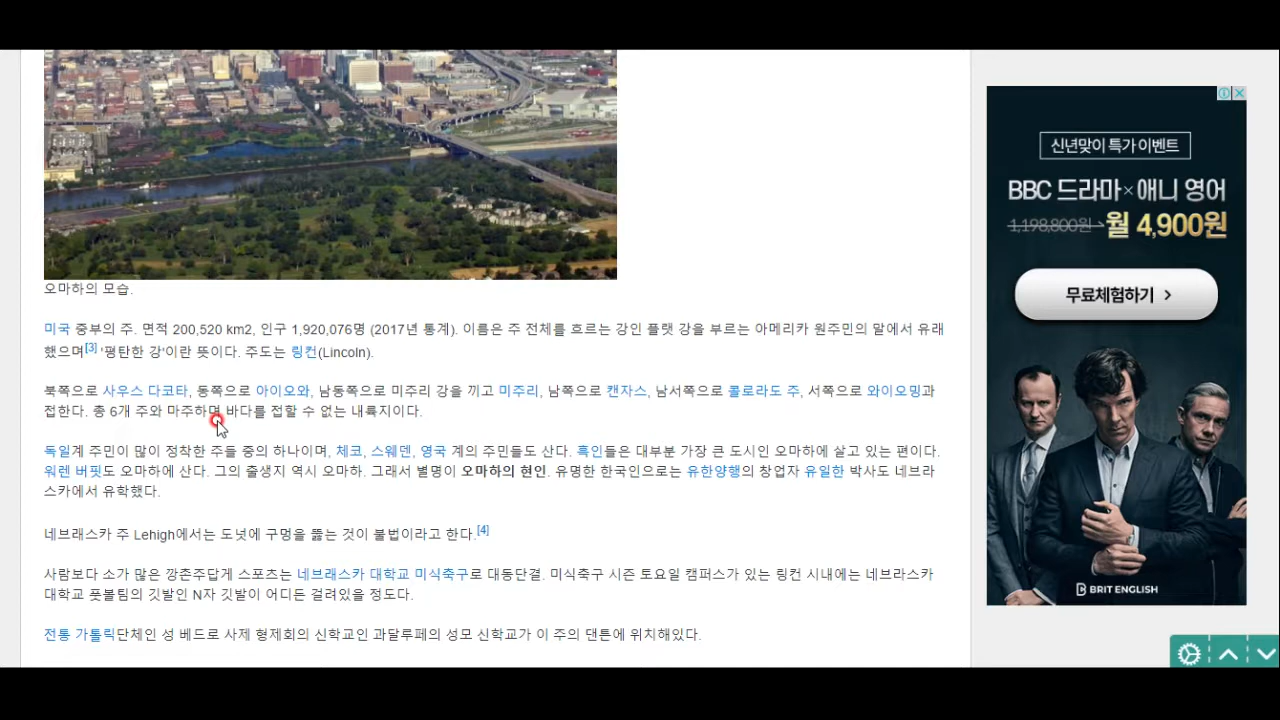 오마하의 모습.
미국 중부의 주. 면적 200,520 km2, 인구 1,920,076명 (2017년 통계). 이름은 주 전체를 흐르는 강인 플랫 강을 부르는 아메리카 원주민의 말에서 유래
했으며[3] '평탄한 강'이란 뜻이다. 주도는 링컨(Lincoln).
북쪽으로 사우스 다코타, 동쪽으로 아이오와, 남동쪽으로 미주리 강을 끼고 미주리, 남쪽으로 캔자스, 남서쪽으로 콜로라도 주, 서쪽으로 와이오밍과
접한다. 총 6개 주와 마주하며 바다를 접할 수 없는 내륙지이다.
독일계 주민이 많이 정착한 주들 중의 하나이며, 체코, 스웨덴, 영국 계의 주민들도 산다. 흑인들은 대부분 가장 큰 도시인 오마하에 살고 있는 편이다.
워렌 버핏도 오마하에 산다. 그의 출생지 역시 오마하. 그래서 별명이 오마하의 현인. 유명한 한국인으로는 유한양행의 창업자 유일한 박사도 네브라
스카에서 유학했다.
네브래스카 주 Lehigh에서는 도넛에 구멍을 뚫는 것이 불법이라고 한다.[4]
사람보다 소가 많은 깡촌주답게 스포츠는 네브래스카 대학교 미식축구로 대동단결. 미식축구 시즌 토요일 캠퍼스가 있는 링컨 시내에는 네브라스카
대학교 풋볼팀의 깃발인 N자 깃발이 어디든 걸려있을 정도다.
전통 가톨릭단체인 성 베드로 사제 형제회의 신학교인 과달루페의 성모 신학교가 이 주의 댄튼에 위치해있다.
신년맞이 특가 이벤트
BBC 드라마×애니 영어
1,198,800원 월 4,900원
무료체험하기 >
BRIT ENGLISH